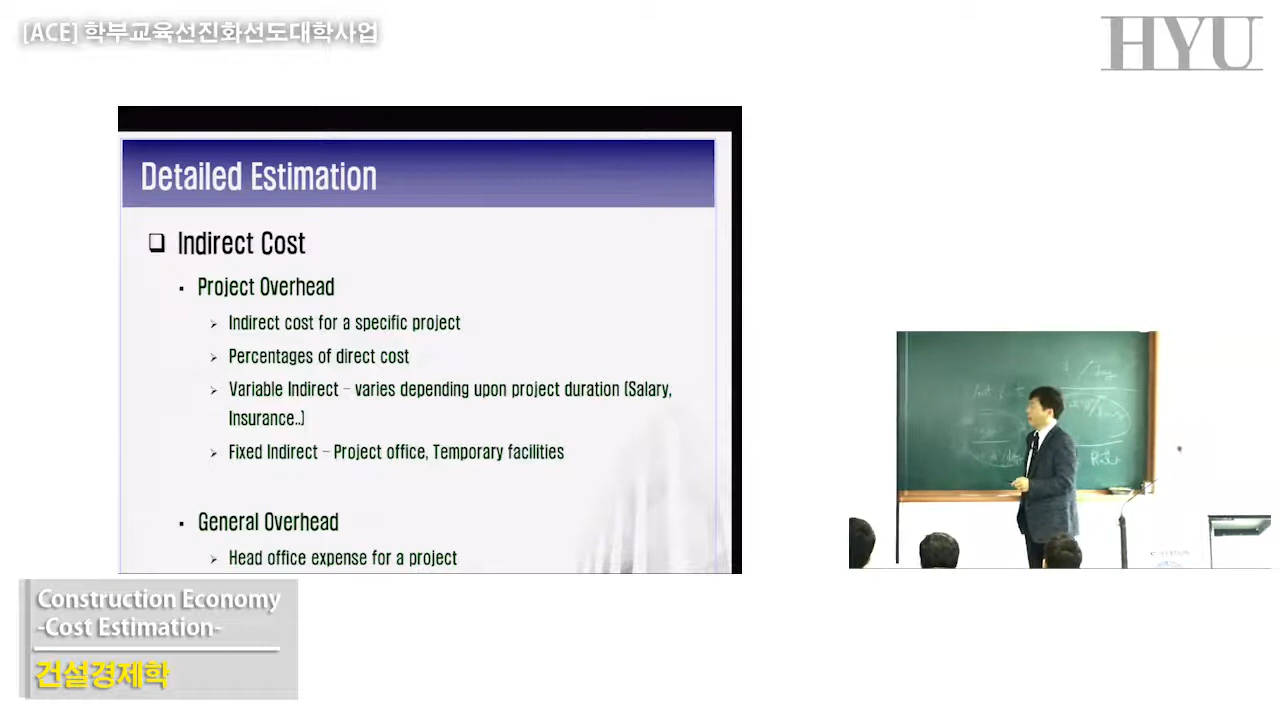 [ACE] 학부교육선진화선도대학사업
HYU
Detailed Estimation
Indirect Cost
Project Overhead
Indirect cost for a specific project
Percentages of direct cost
Variable Indirect – varies depending upon project duration (Salary,
Insurance..)
Fixed Indirect – Project office, Temporary facilities
General Overhead
Head office expense for a project
Construction Economy
-Cost Estimation-
건설경제학